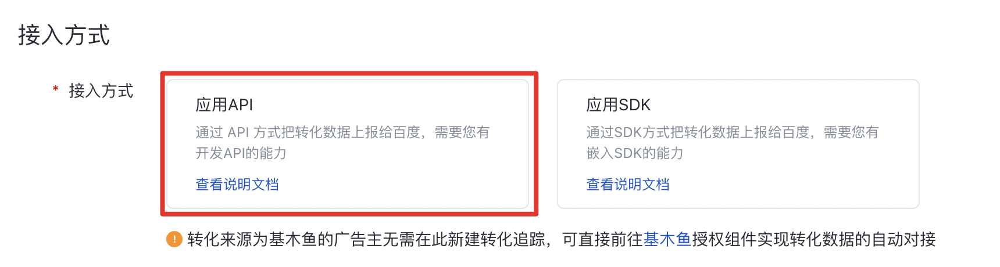 接入方式
* 接入方式
应用API
通过 API 方式把转化数据上报给百度，需要您有
开发API的能力
查看说明文档
应用SDK
通过SDK方式把转化数据上报给百度，需要您有
嵌入SDK的能力
查看说明文档
转化来源为基木鱼的广告主无需在此新建转化追踪，可直接前往基木鱼授权组件实现转化数据的自动对接